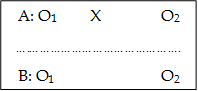 A: O₁ X O₂
B: O₁ O₂